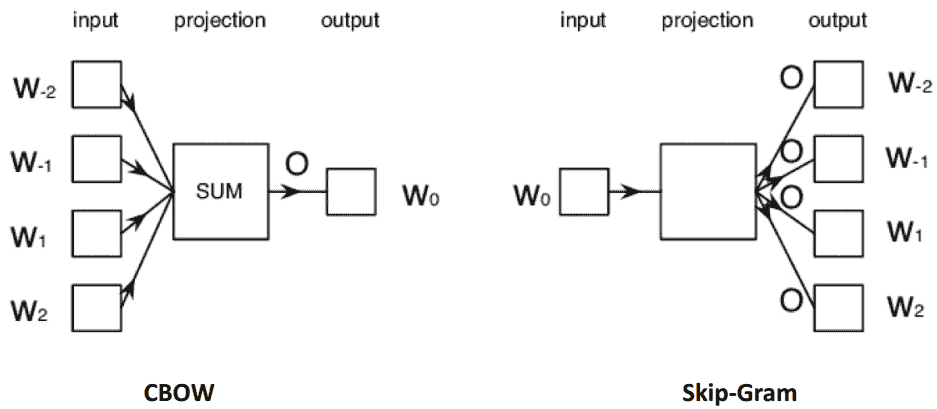 input projection output
W-2
W-1
W1
W2
SUM
O
W0
CBOW
input projection output
W0
O
O
O
O
W-2
W-1
W1
W2
Skip-Gram